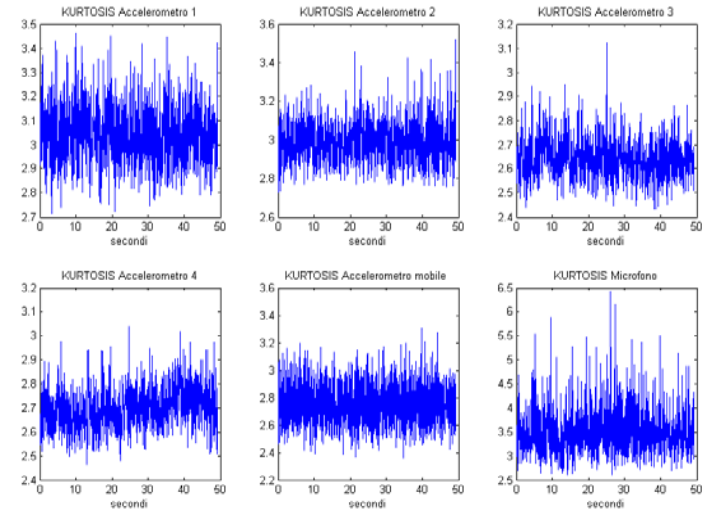 KURTOSIS Accelerometro 1
3.5
3.4
3.3
3.2
3.1
3
2.9
2.8
2.7
0 10 20 30 40 50
secondi
KURTOSIS Accelerometro 2
3.6
3.4
3.2
3
2.8
2.6
0 10 20 30 40 50
secondi
KURTOSIS Accelerometro 3
3.2
3.1
3
2.9
2.8
2.7
2.6
2.5
2.4
0 10 20 30 40 50
secondi
KURTOSIS Accelerometro 4
3.2
3.1
3
2.9
2.8
2.7
2.6
2.5
2.4
0 10 20 30 40 50
secondi
KURTOSIS Accelerometro mobile
3.6
3.4
3.2
3
2.8
2.6
2.4
2.2
0 10 20 30 40 50
secondi
KURTOSIS Microfono
6.5
6
5.5
5
4.5
4
3.5
3
2.5
0 10 20 30 40 50
secondi